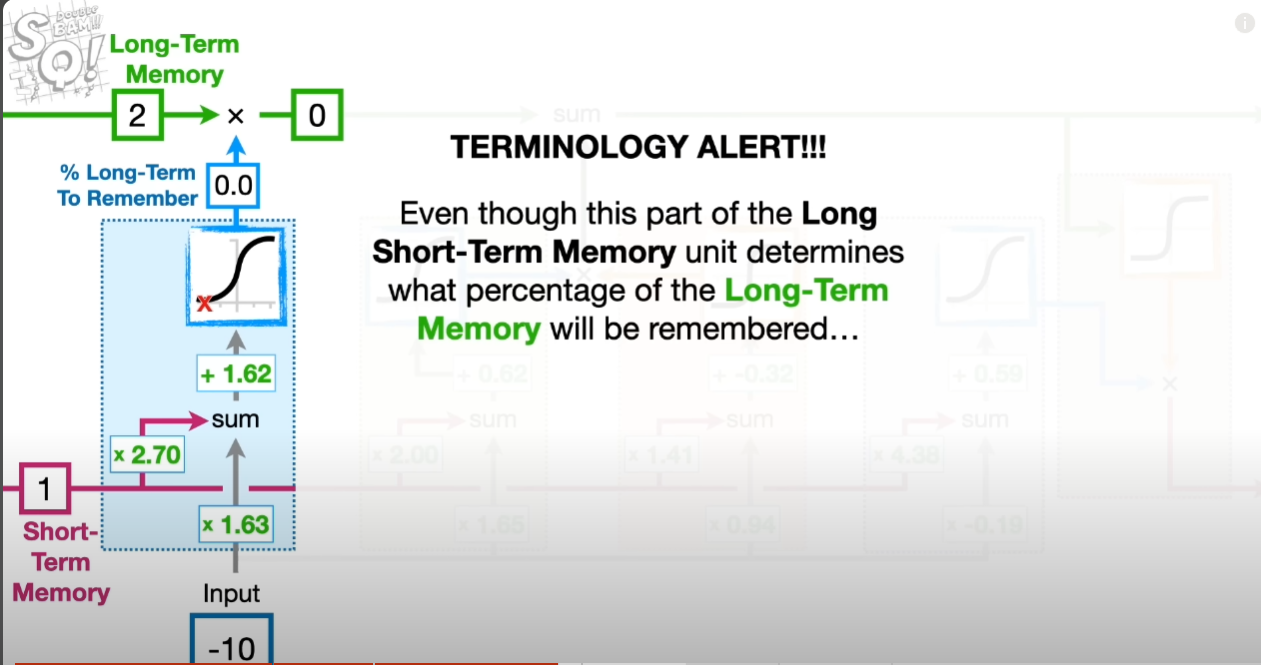 DOUBLE
BAM!!!
SQ!
Long-Term
Memory
2
×
0
sum
TERMINOLOGY ALERT!!!
% Long-Term
To Remember
0.0
Even though this part of the Long
Short-Term Memory unit determines
what percentage of the Long-Term
Memory will be remembered…
×
x
+ 1.62
+ 0.62
+ -0.32
+ 0.59
×
sum
sum
sum
sum
x 2.70
x 2.00
x 1.41
x 4.38
1
x 1.63
x 1.65
x 0.94
x -0.19
Short-
Term
Memory
Input
-10